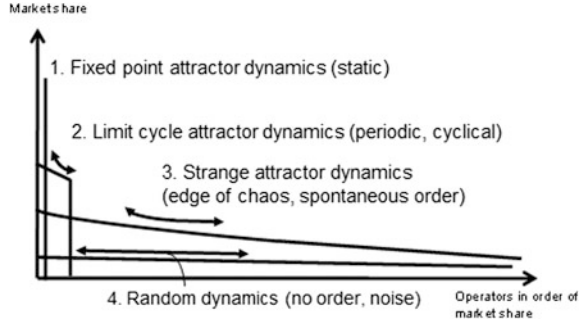 Markets hare
1. Fixed point attractor dynamics (static)
2. Limit cycle attractor dynamics (periodic, cyclical)
3. Strange attractor dynamics
(edge of chaos, spontaneous order)
4. Random dynamics (no order, noise)
Operators in order of
market share